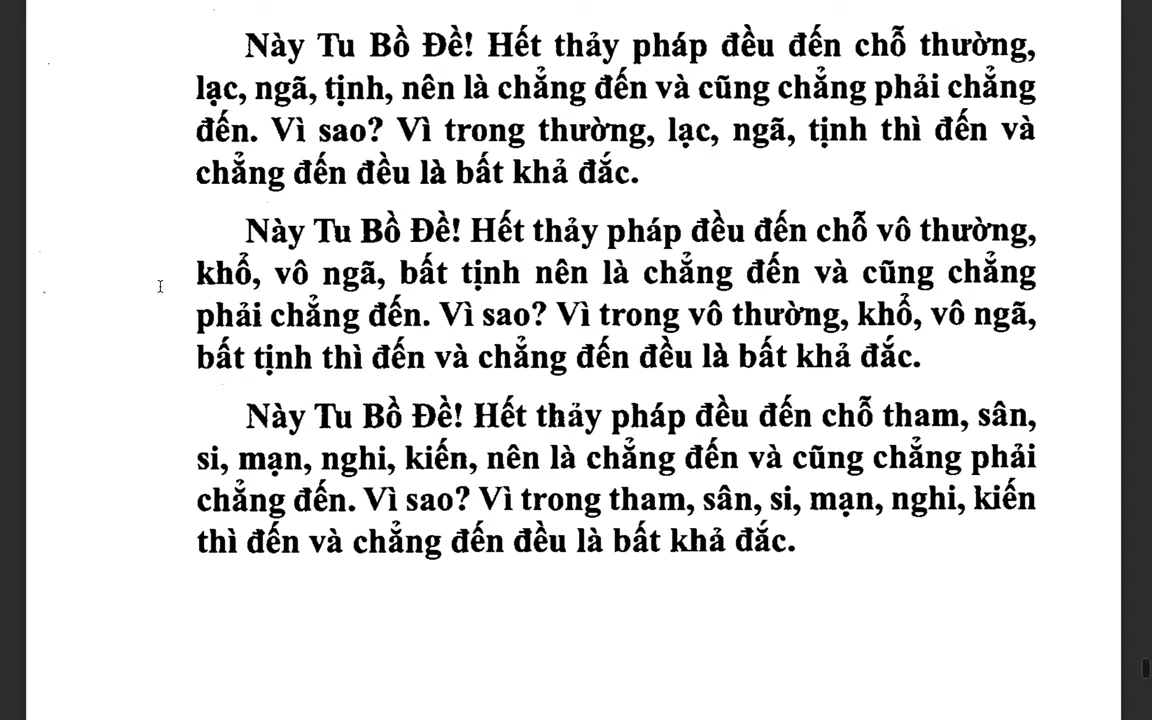 Này Tu Bồ Đề! Hết thảy pháp đều đến chỗ thường,
lạc, ngã, tịnh, nên là chẳng đến và cũng chẳng phải chẳng
đến. Vì sao? Vì trong thường, lạc, ngã, tịnh thì đến và
chẳng đến đều là bất khả đắc.
Này Tu Bồ Đề! Hết thảy pháp đều đến chỗ vô thường,
khổ, vô ngã, bất tịnh nên là chẳng đến và cũng chẳng
phải chẳng đến. Vì sao? Vì trong vô thường, khổ, vô ngã,
bất tịnh thì đến và chẳng đến đều là bất khả đắc.
Này Tu Bồ Đề! Hết thảy pháp đều đến chỗ tham, sân,
si, mạn, nghi, kiến, nên là chẳng đến và cũng chẳng phải
chẳng đến. Vì sao? Vì trong tham, sân, si, mạn, nghi, kiến
thì đến và chẳng đến đều là bất khả đắc.